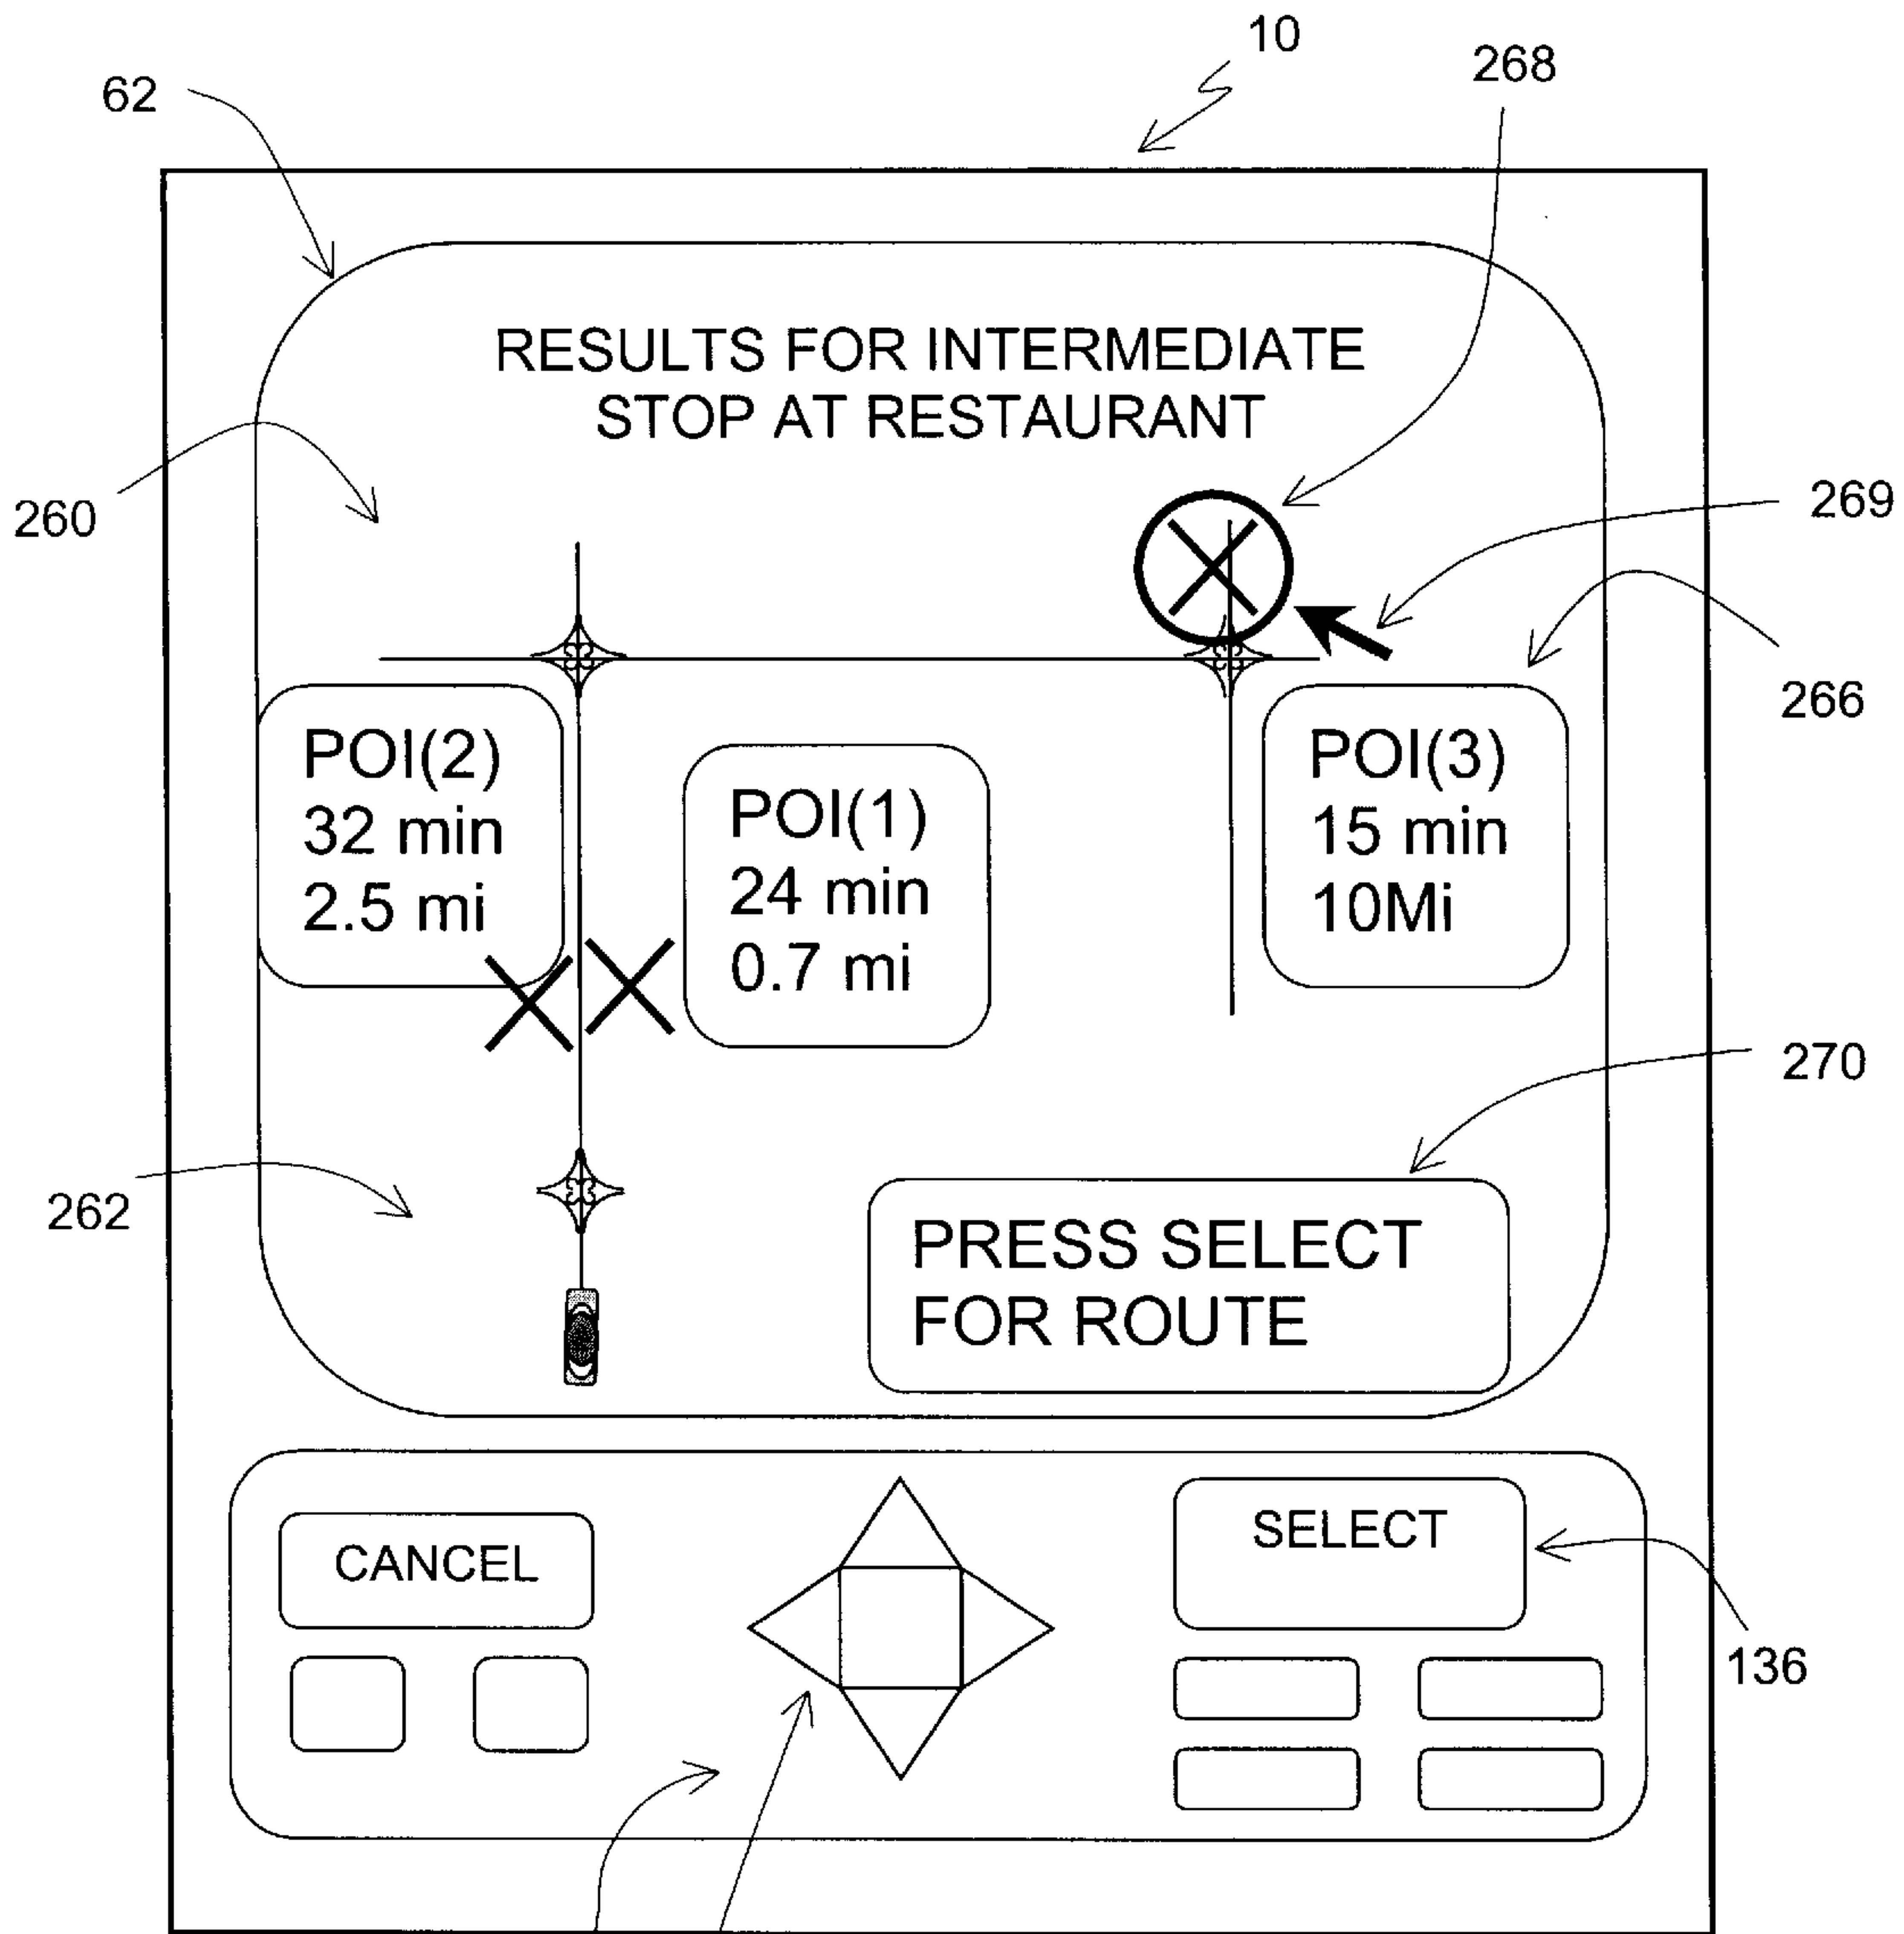 10
268
62
RESULTS FOR INTERMEDIATE
STOP AT RESTAURANT
260
269
266
POI(2)
32 min
2.5 mi
POI(1)
24 min
0.7 mi
POI(3)
15 min
10Mi
270
262
PRESS SELECT
FOR ROUTE
CANCEL
SELECT
136